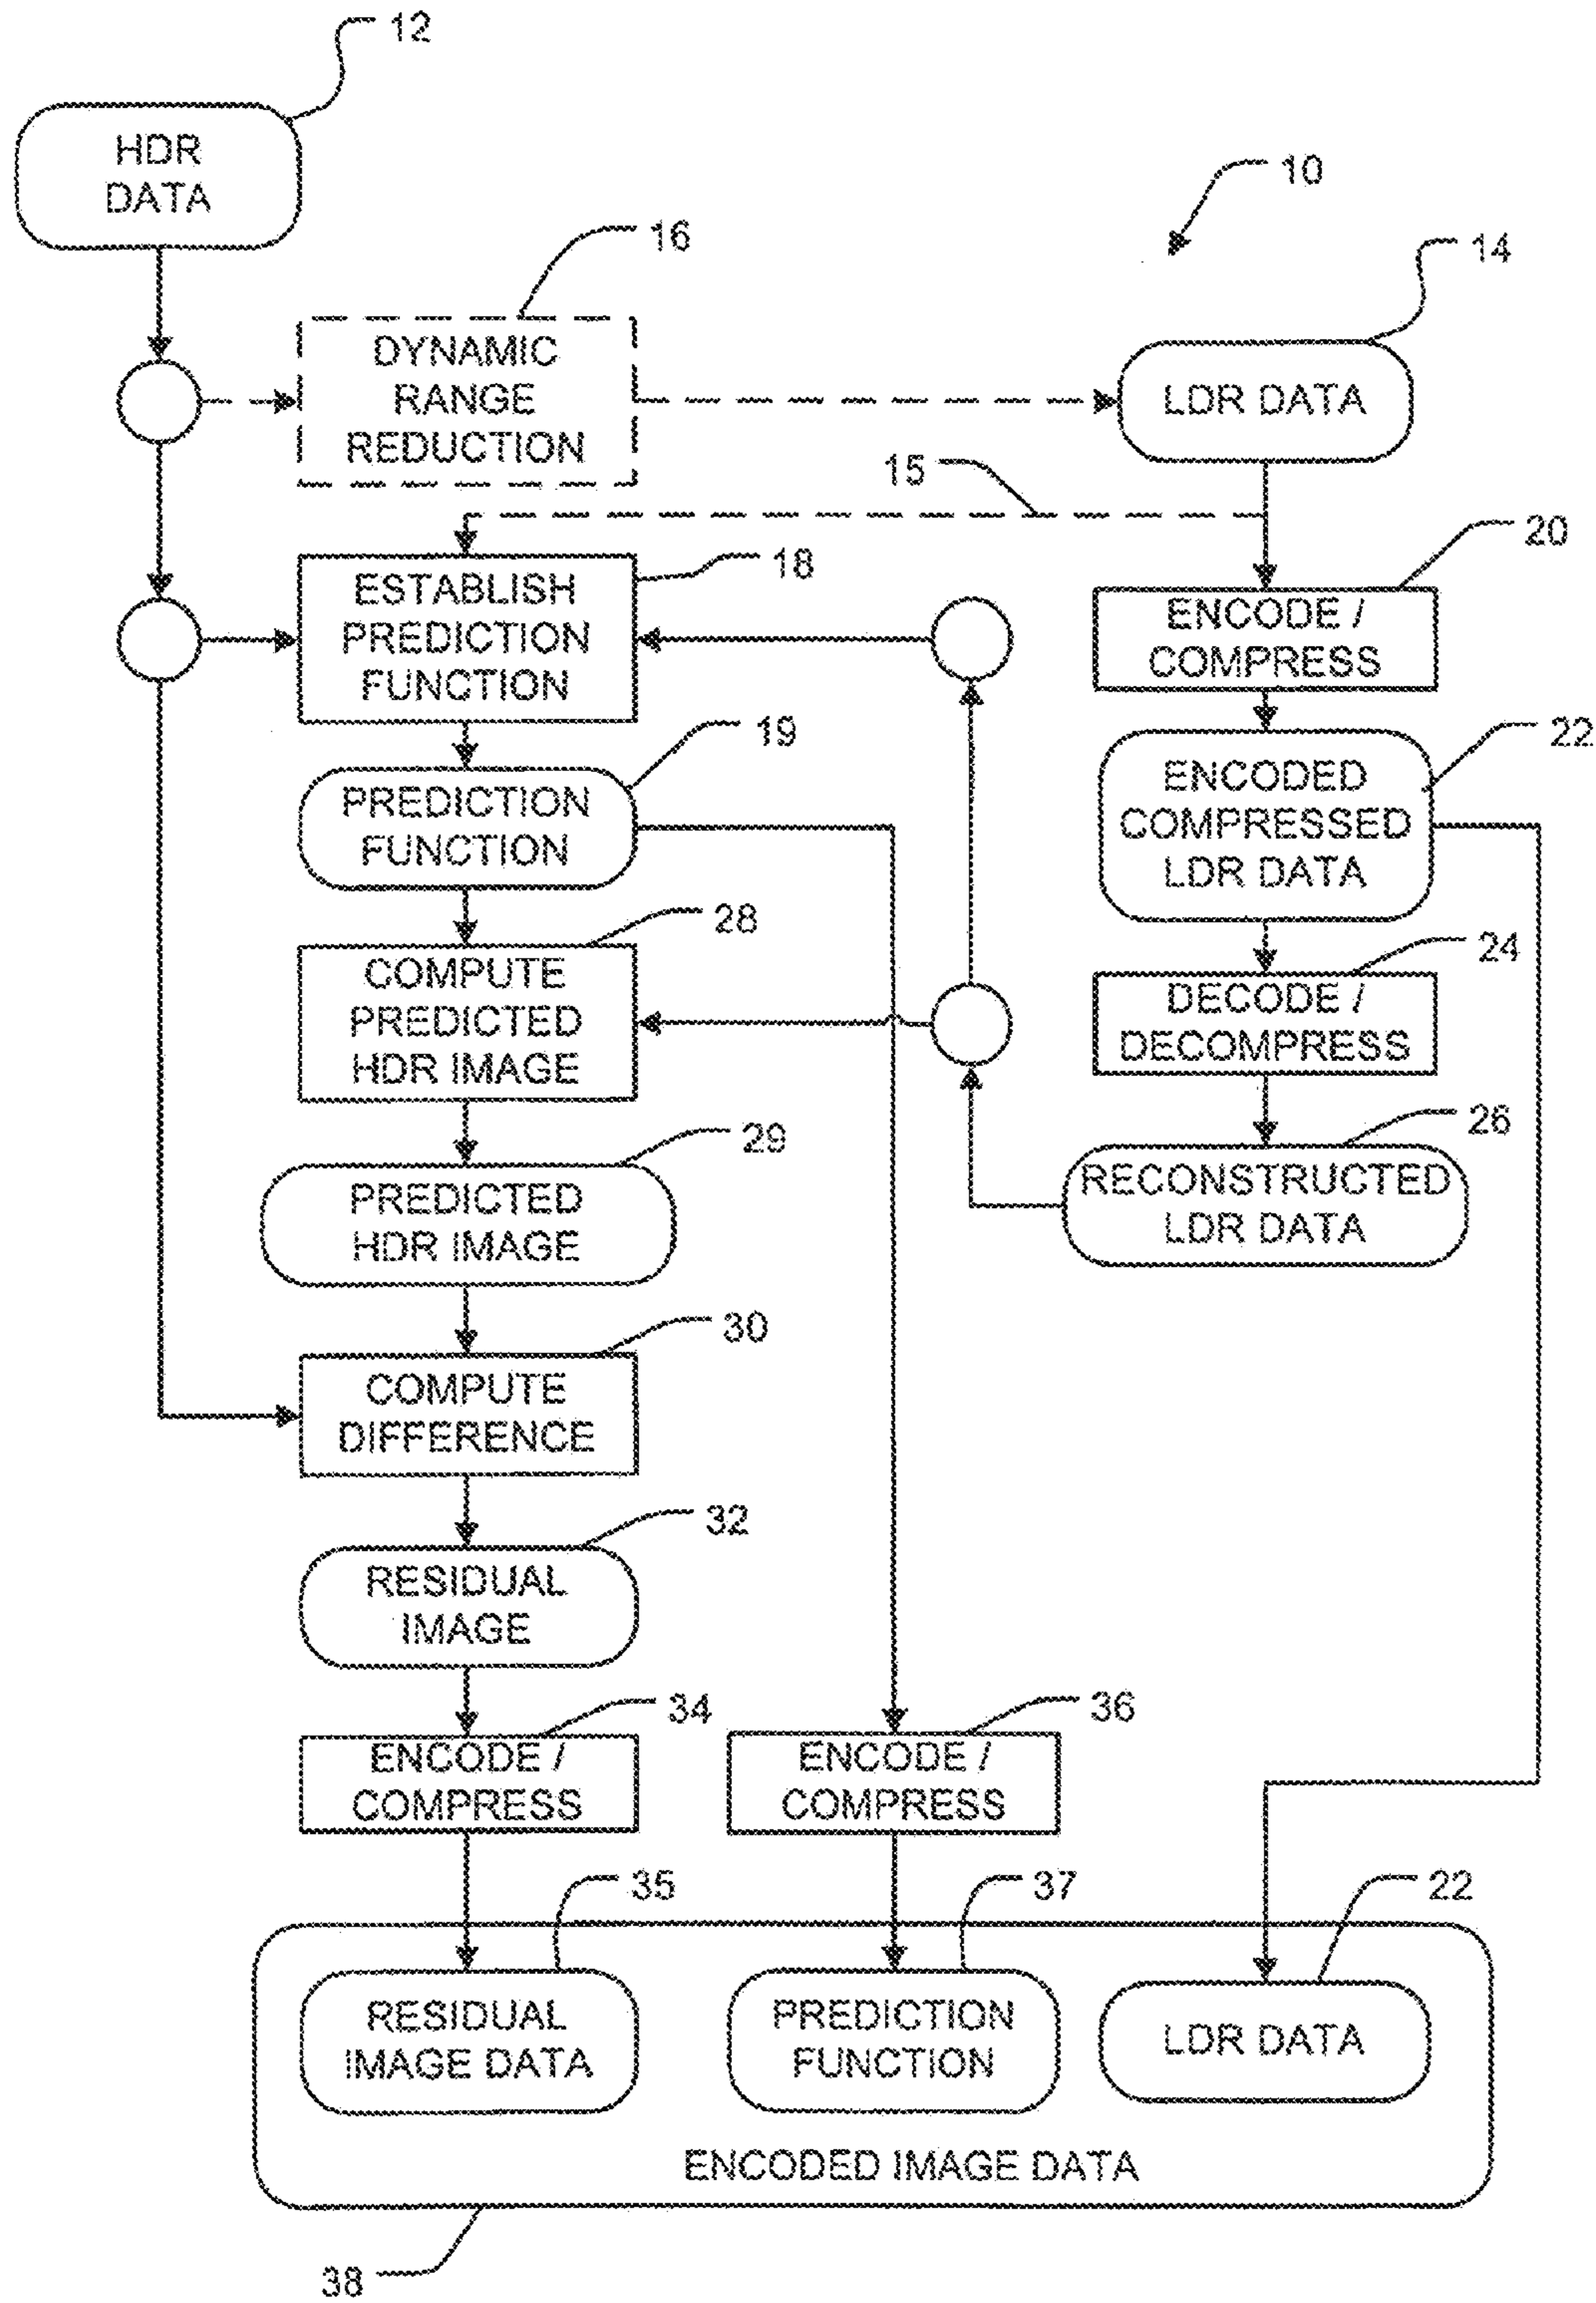 12
HDR
DATA
10
16
14
DYNAMIC
RANGE
REDUCTION
LDR DATA
15
20
18
ESTABLISH
PREDICTION
FUNCTION
ENCODE /
COMPRESS
19
22
PREDICTION
FUNCTION
ENCODED
COMPRESSED
LDR DATA
28
24
COMPUTE
PREDICTED
HDR IMAGE
DECODE /
DECOMPRESS
29
26
PREDICTED
HDR IMAGE
RECONSTRUCTED
LDR DATA
30
COMPUTE
DIFFERENCE
32
RESIDUAL
IMAGE
34
36
ENCODE /
COMPRESS
ENCODE /
COMPRESS
35
37
22
RESIDUAL
IMAGE DATA
PREDICTION
FUNCTION
LDR DATA
ENCODED IMAGE DATA
38